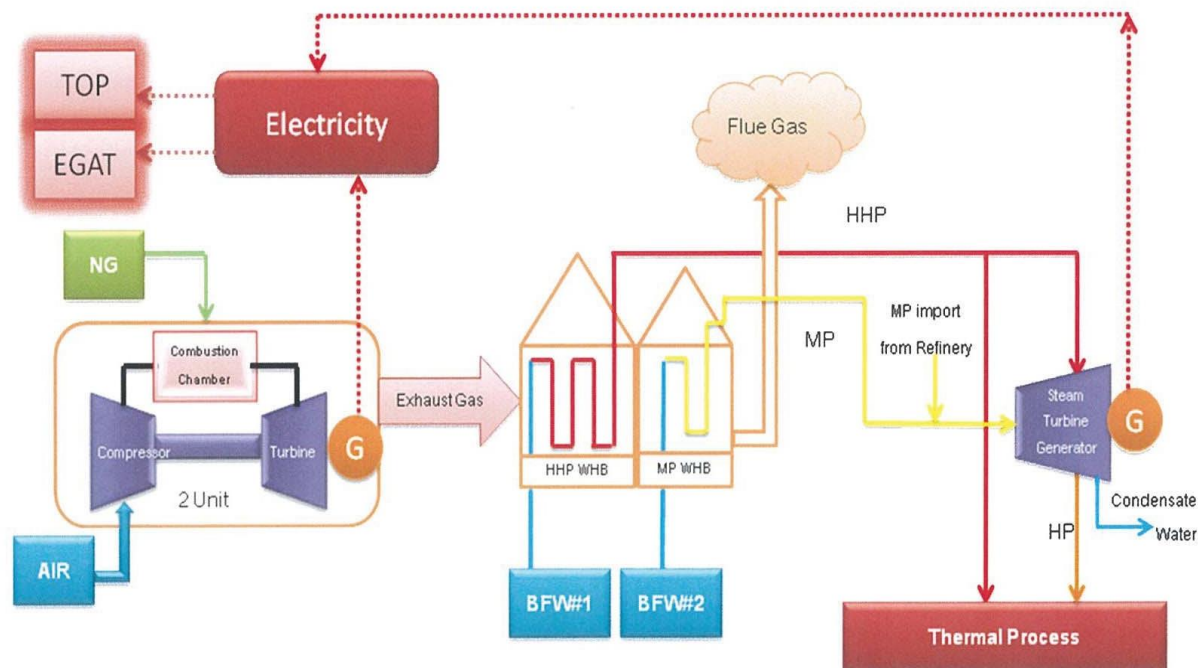 TOP
EGAT
Electricity
Flue Gas
HHP
NG
MP import
from Refinery
MP
Combustion
Chamber
Exhaust Gas
Steam
Turbine
Generator
G
Compressor
Turbine
G
HHP WHB
MP WHB
2 Unit
Condensate
Water
HP
AIR
BFW#1
BFW#2
Thermal Process